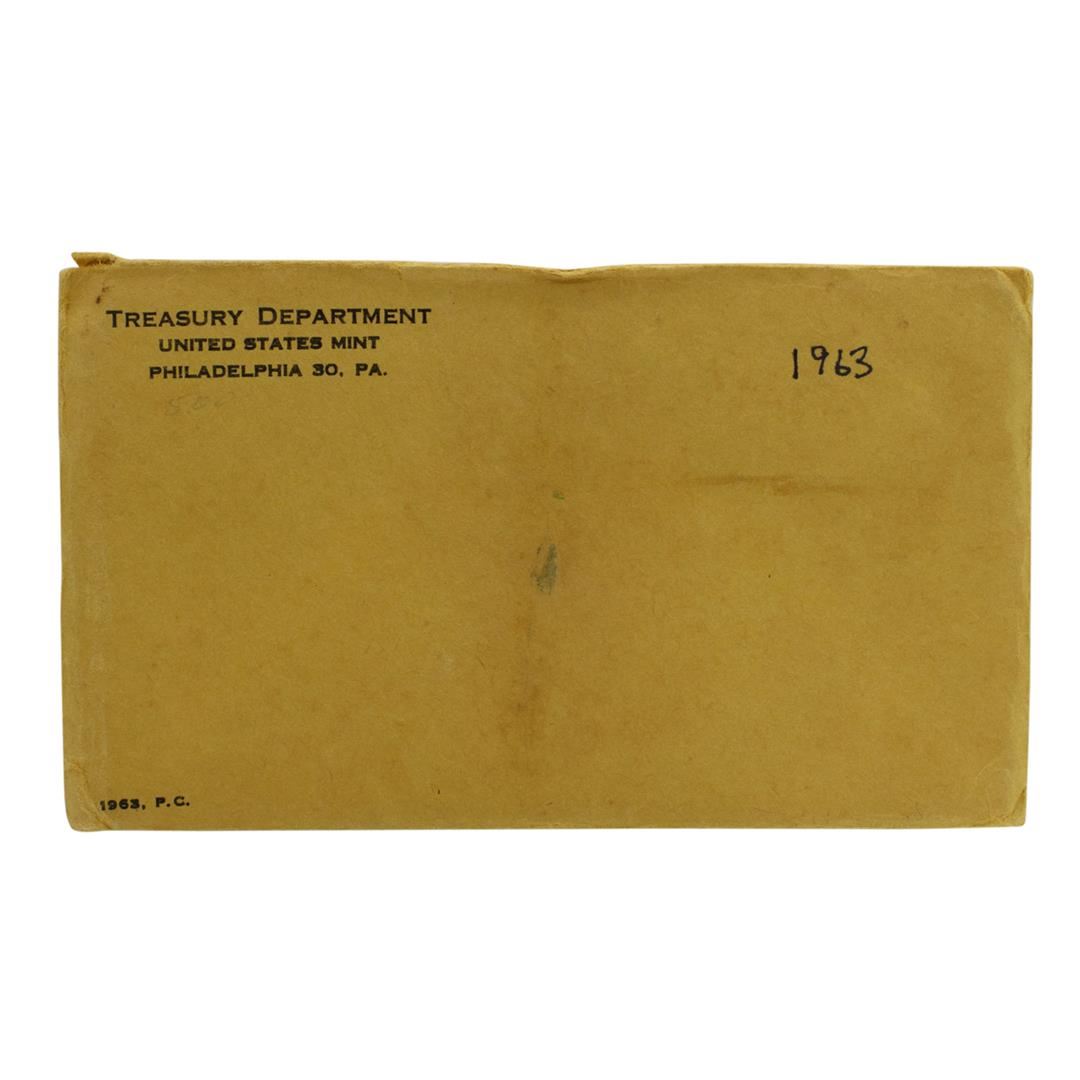 TREASURY DEPARTMENT
UNITED STATES MINT
PHILADELPHIA 30, PA.
1963
1963, P.C.